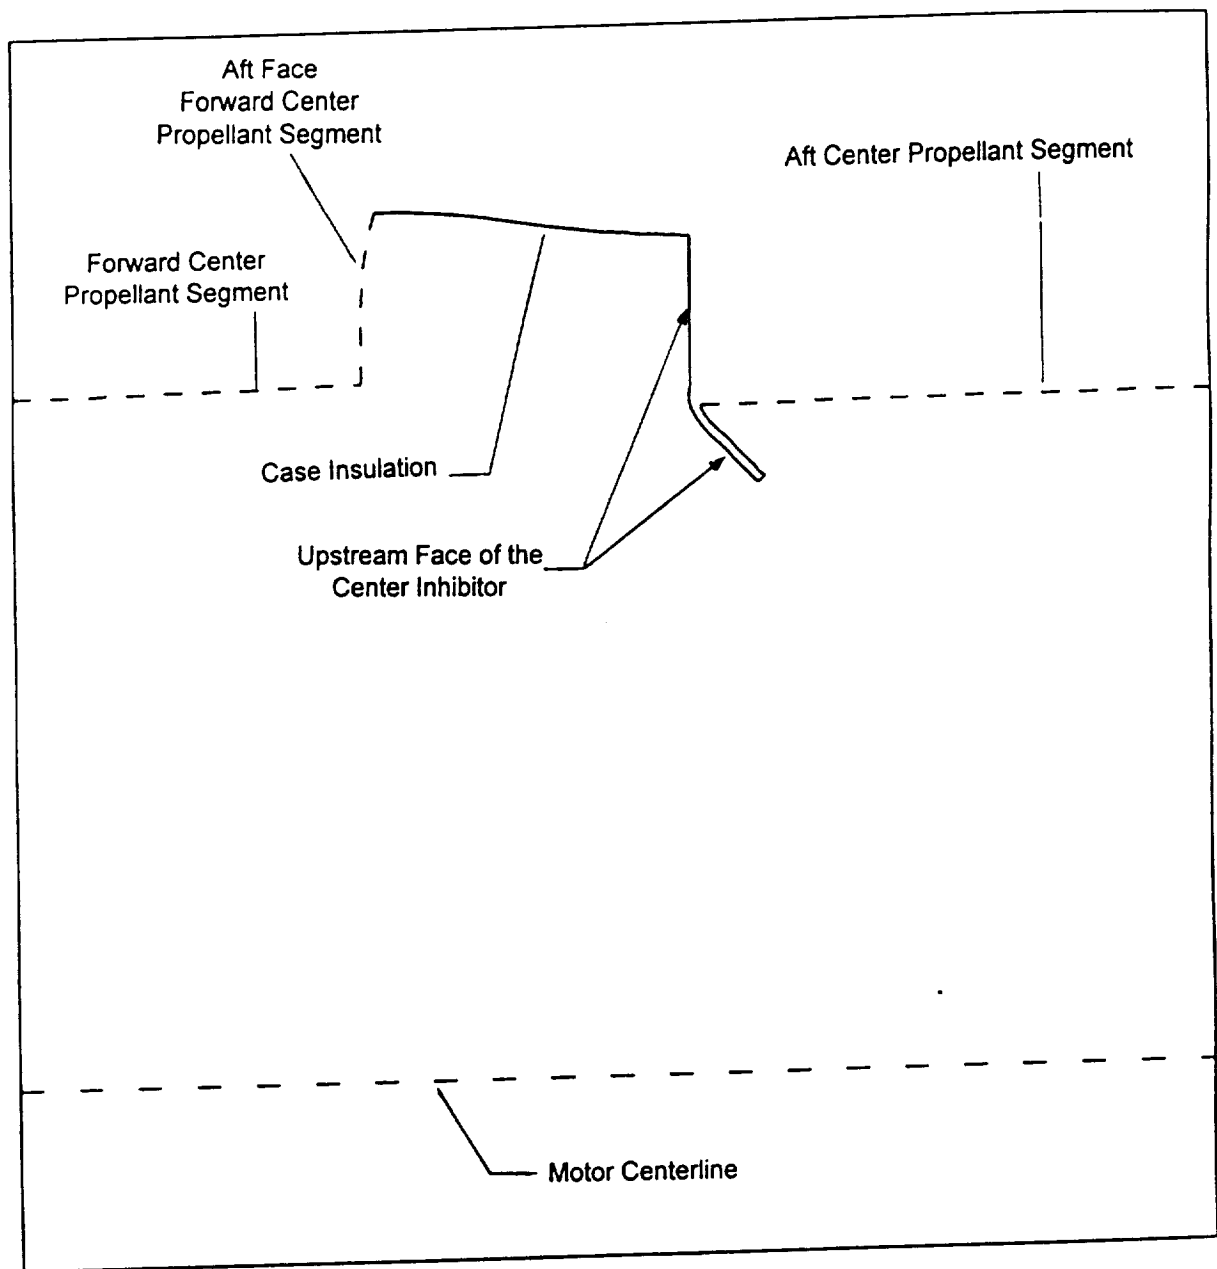 Aft Face
Forward Center
Propellant Segment
Aft Center Propellant Segment
Forward Center
Propellant Segment
Case Insulation
Upstream Face of the
Center Inhibitor
Motor Centerline